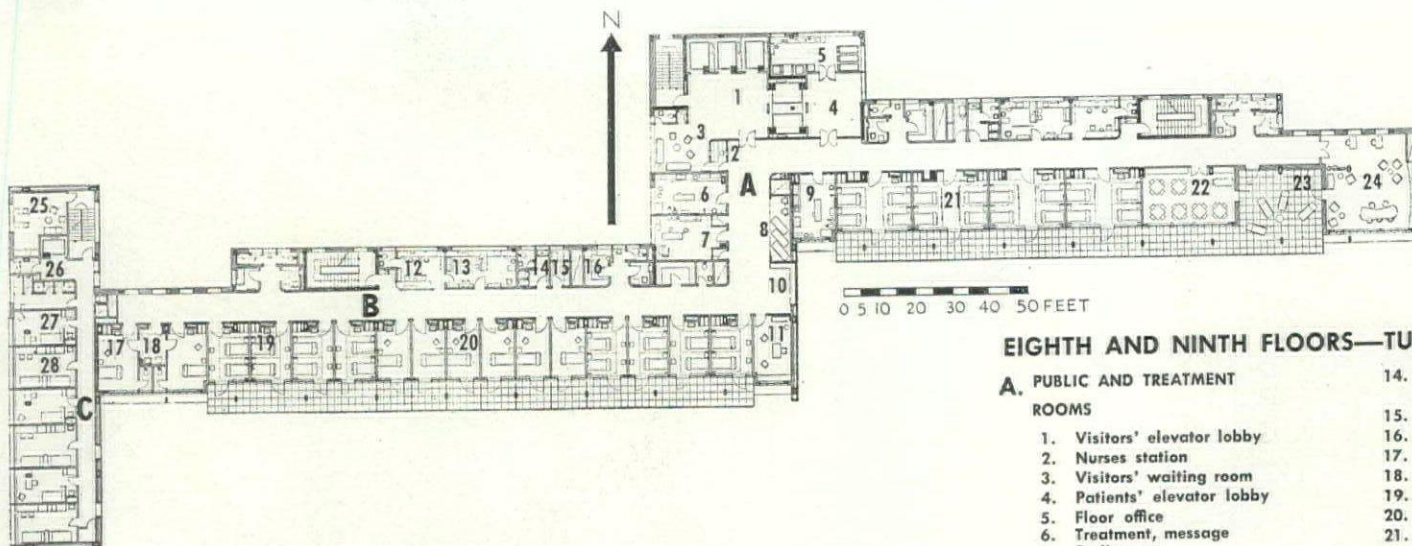 N
5
1
4
3
2
A
6
7
8
9
21
22
23
24
10
0 5 10 20 30 40 50 FEET
25
26
27
28
C
B
12
13
14
15
16
17
18
19
20
11
EIGHTH AND NINTH FLOORS—TU
A. PUBLIC AND TREATMENT
ROOMS
1. Visitors' elevator lobby
2. Nurses station
3. Visitors' waiting room
4. Patients' elevator lobby
5. Floor office
6. Treatment, message
14.
15.
16.
17.
18.
19.
20.
21.